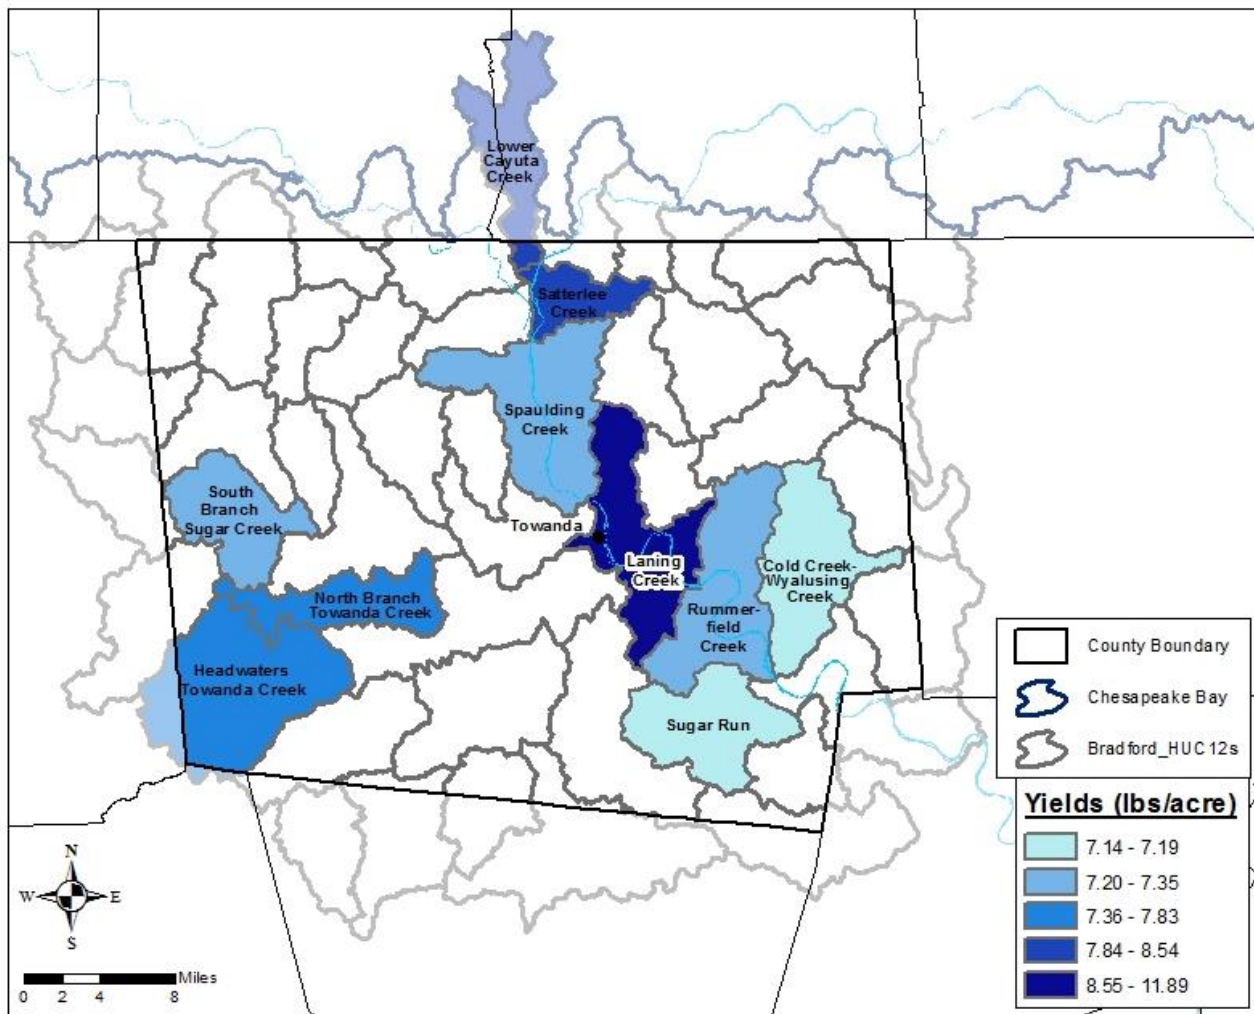 Lower
Cayuta
Creek
Satterlee
Creek
Spaulding
Creek
South
Branch
Sugar Creek
Towanda
Laning
Creek
Cold Creek-
Wyalusing
Creek
North Branch
Towanda Creek
Rummer-
field
Creek
Headwaters
Towanda Creek
Sugar Run
County Boundary
Chesapeake Bay
Bradford_HUC12s
Yields (lbs/acre)
7.14 - 7.19
7.20 - 7.35
7.36 - 7.83
7.84 - 8.54
8.55 - 11.89
N
W E
S
Miles
0 2 4 8